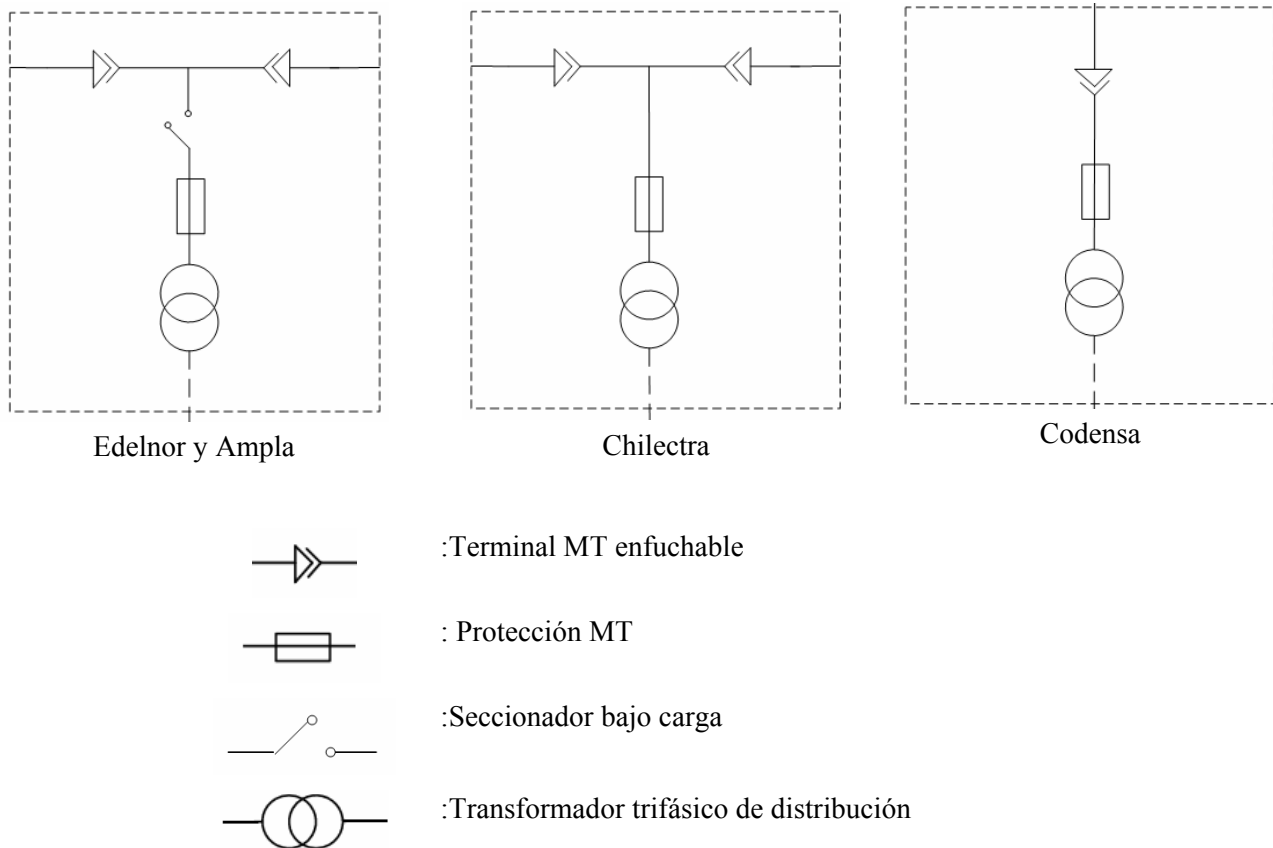 Edelnor y Ampla
Chilectra
Codensa
:Terminal MT enfuchable
: Protección MT
:Seccionador bajo carga
:Transformador trifásico de distribución